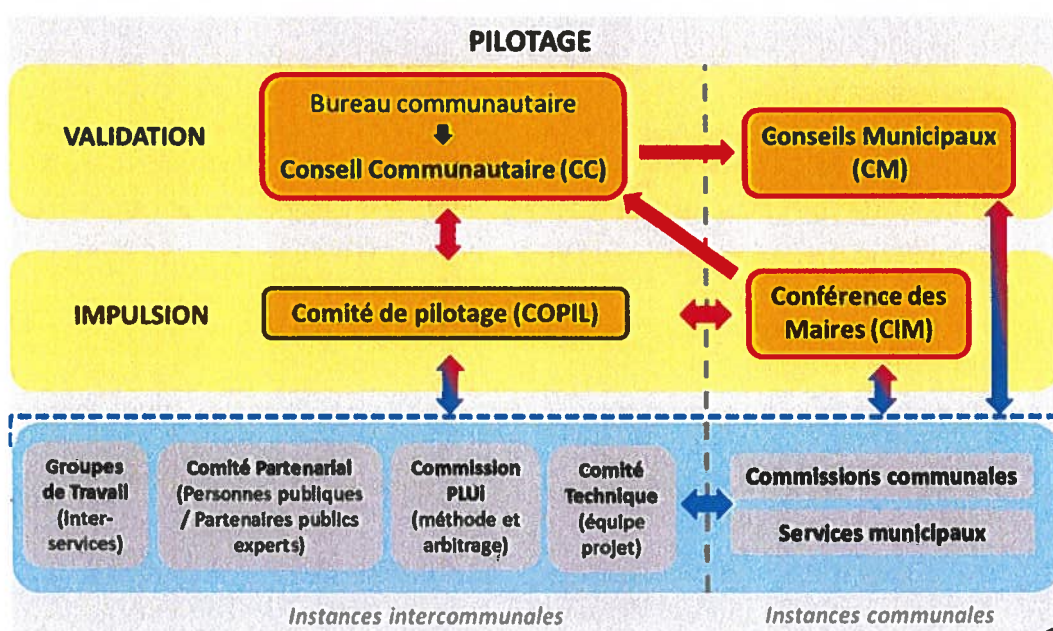 PILOTAGE
VALIDATION
Bureau communautaire
Conseil Communautaire (CC)
Conseils Municipaux
(CM)
IMPULSION
Comité de pilotage (COPIL)
Conférence des
Maires (CIM)
Groupes
de Travail
(Inter-
services)
Comité Partenarial
(Personnes publiques
/ Partenaires publics
experts)
Commission
PLUi
(méthode et
arbitrage)
Comité
Technique
(équipe
projet)
Commissions communales
Services municipaux
Instances intercommunales
Instances communales